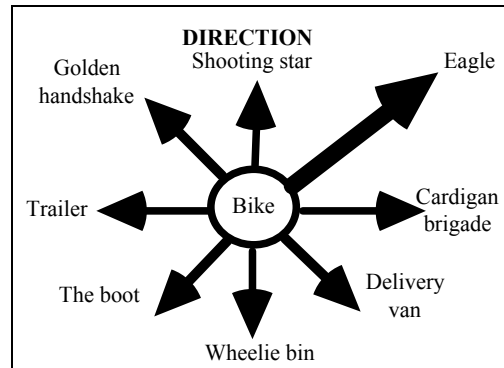 DIRECTION
Shooting star
Golden
handshake
Eagle
Trailer
Bike
Cardigan
brigade
The boot
Delivery
van
Wheelie bin